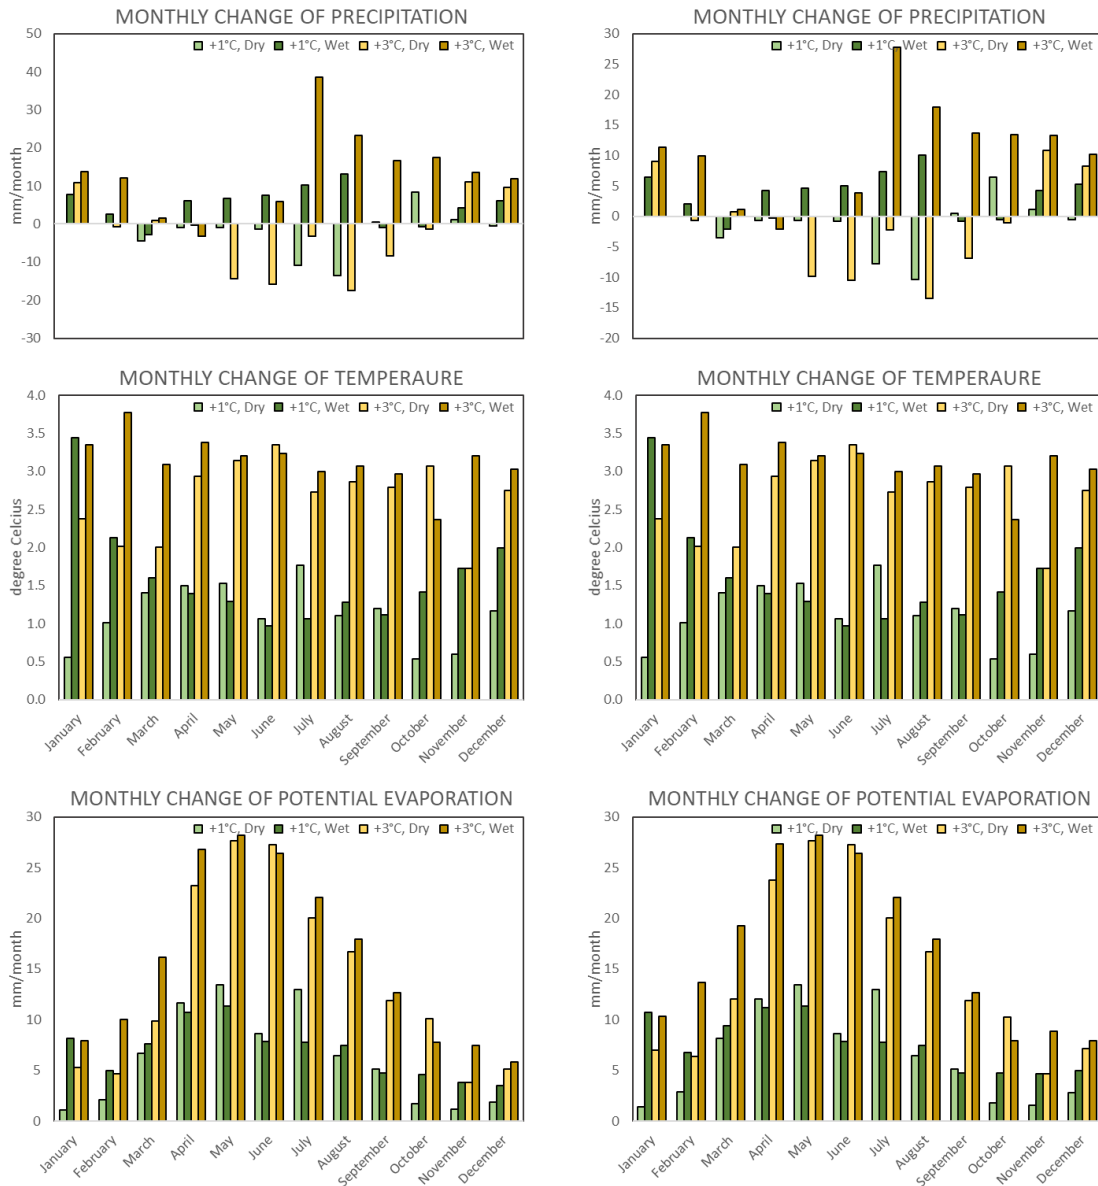 MONTHLY CHANGE OF PRECIPITATION
50
40
30
20
10
0
-10
-20
-30
mm/month
+1°C, Dry +1°C, Wet +3°C, Dry +3°C, Wet
MONTHLY CHANGE OF PRECIPITATION
30
25
20
15
10
5
0
-5
-10
-15
-20
mm/month
+1°C, Dry +1°C, Wet +3°C, Dry +3°C, Wet
MONTHLY CHANGE OF TEMPERAURE
4.0
3.5
3.0
2.5
2.0
1.5
1.0
0.5
0.0
degree Celcius
+1°C, Dry +1°C, Wet +3°C, Dry +3°C, Wet
January February March April May June July August September October November December
MONTHLY CHANGE OF TEMPERAURE
4.0
3.5
3.0
2.5
2.0
1.5
1.0
0.5
0.0
degree Celcius
+1°C, Dry +1°C, Wet +3°C, Dry +3°C, Wet
January February March April May June July August September October November December
MONTHLY CHANGE OF POTENTIAL EVAPORATION
30
25
20
15
10
5
0
mm/month
+1°C, Dry +1°C, Wet +3°C, Dry +3°C, Wet
January February March April May June July August September October November December
MONTHLY CHANGE OF POTENTIAL EVAPORATION
30
25
20
15
10
5
0
mm/month
+1°C, Dry +1°C, Wet +3°C, Dry +3°C, Wet
January February March April May June July August September October November December